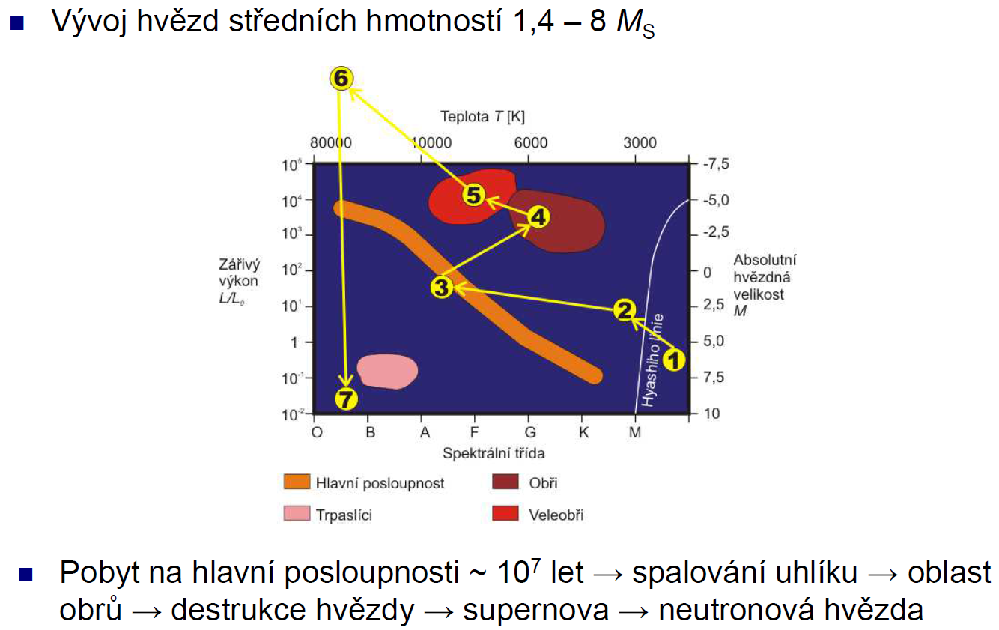 Vývoj hvězd středních hmotností 1,4 – 8 M_S
6
Teplota T [K]
80000 10000 6000 3000
10⁵ -7,5
5
10⁴ -5,0
4
10³ -2,5
Zářivý
výkon
L/L₀
Absolutní
hvězdná
velikost
M
10² 0
3
10¹ 2,5
2
1 5,0
1
Hyashiho linie
10⁻¹ 7,5
7
10⁻² 10
O B A F G K M
Spektrální třída
Hlavní posloupnost Obři
Trpaslíci Veleobři
Pobyt na hlavní posloupnosti ~ 10⁷ let → spalování uhlíku → oblast
obrů → destrukce hvězdy → supernova → neutronová hvězda